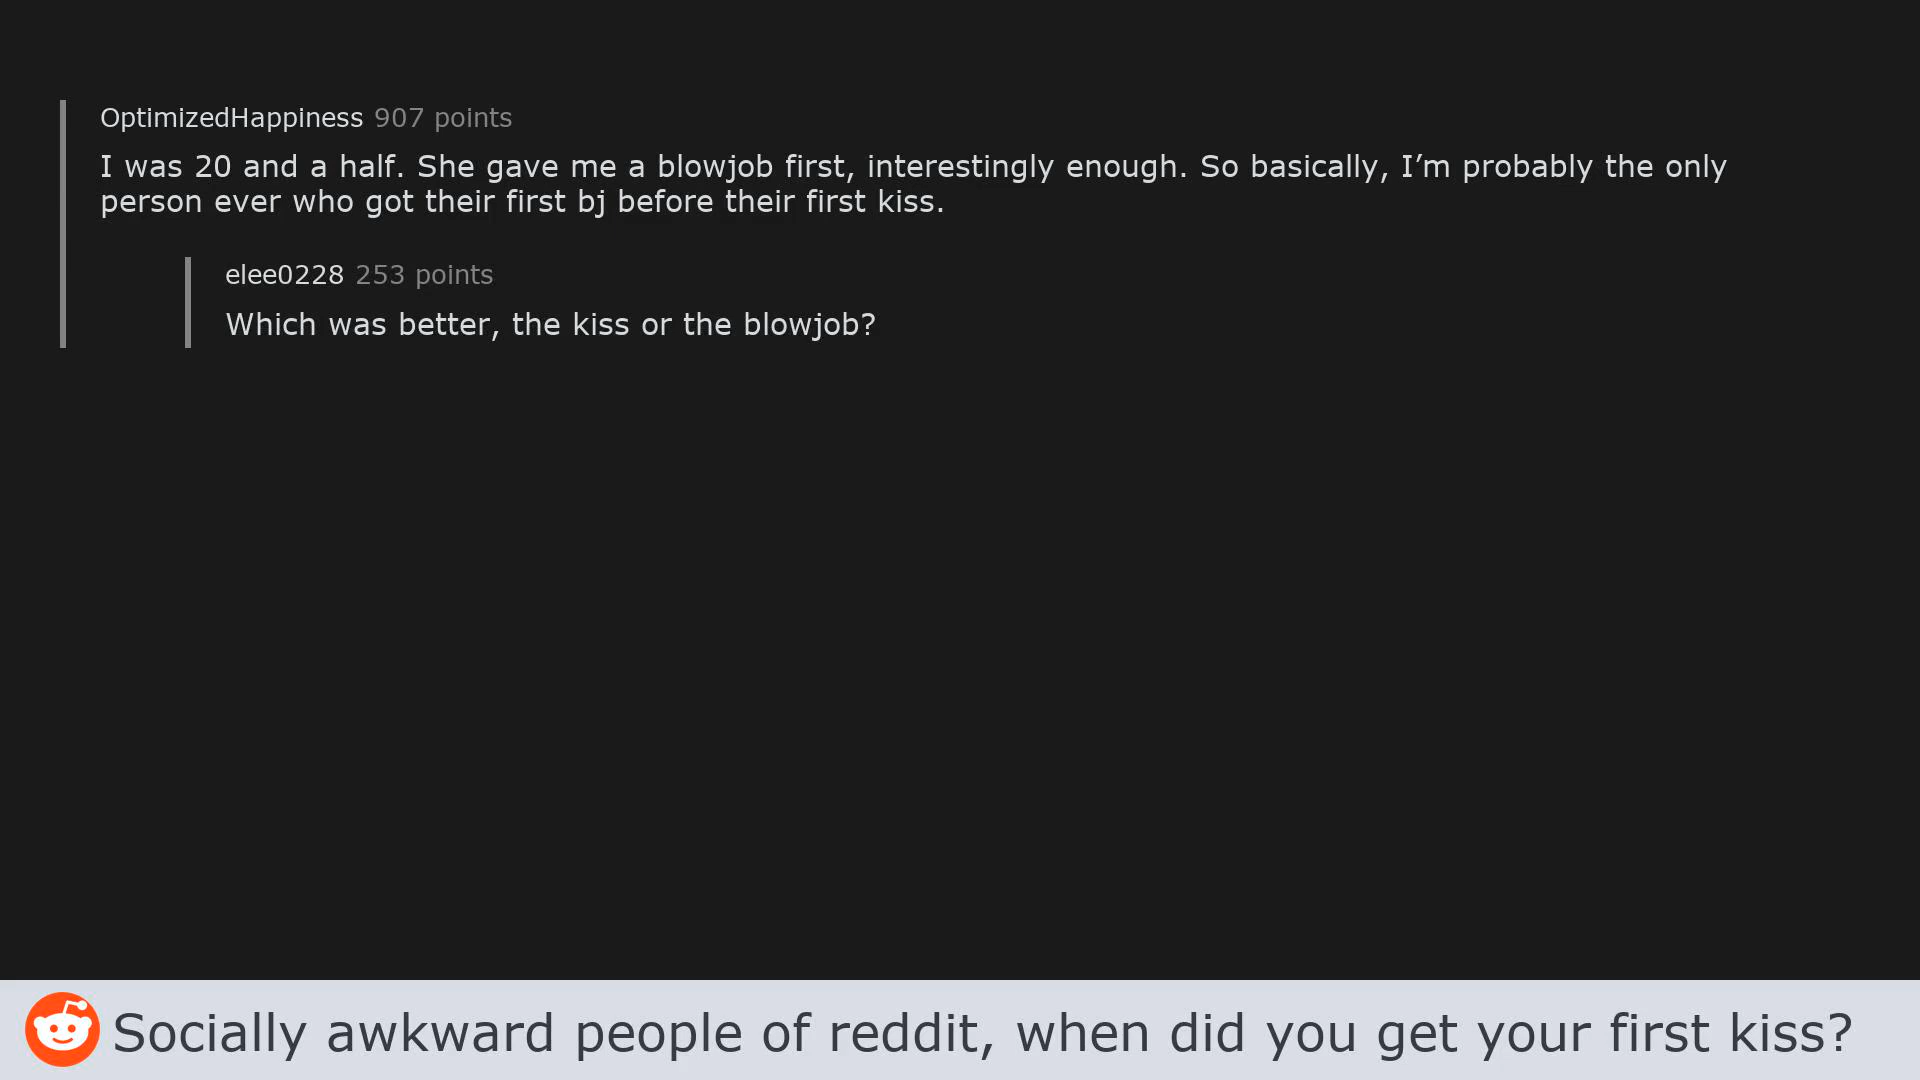 OptimizedHappiness 907 points
I was 20 and a half. She gave me a blowjob first, interestingly enough. So basically, I’m probably the only
person ever who got their first bj before their first kiss.
elee0228 253 points
Which was better, the kiss or the blowjob?
Socially awkward people of reddit, when did you get your first kiss?